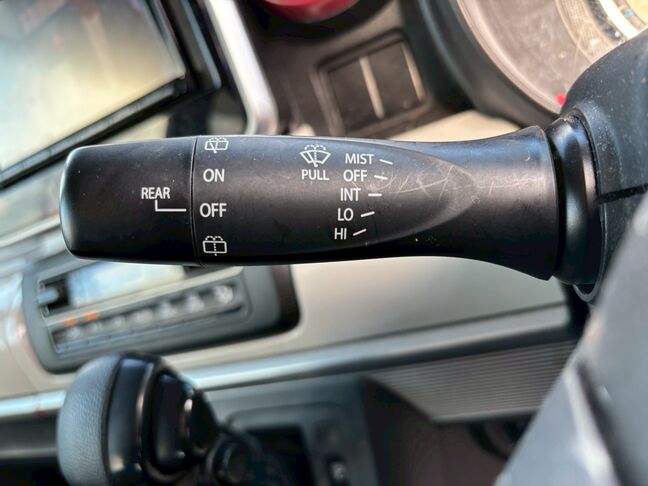 REAR
ON
OFF
PULL
MIST
OFF
INT
LO
HI